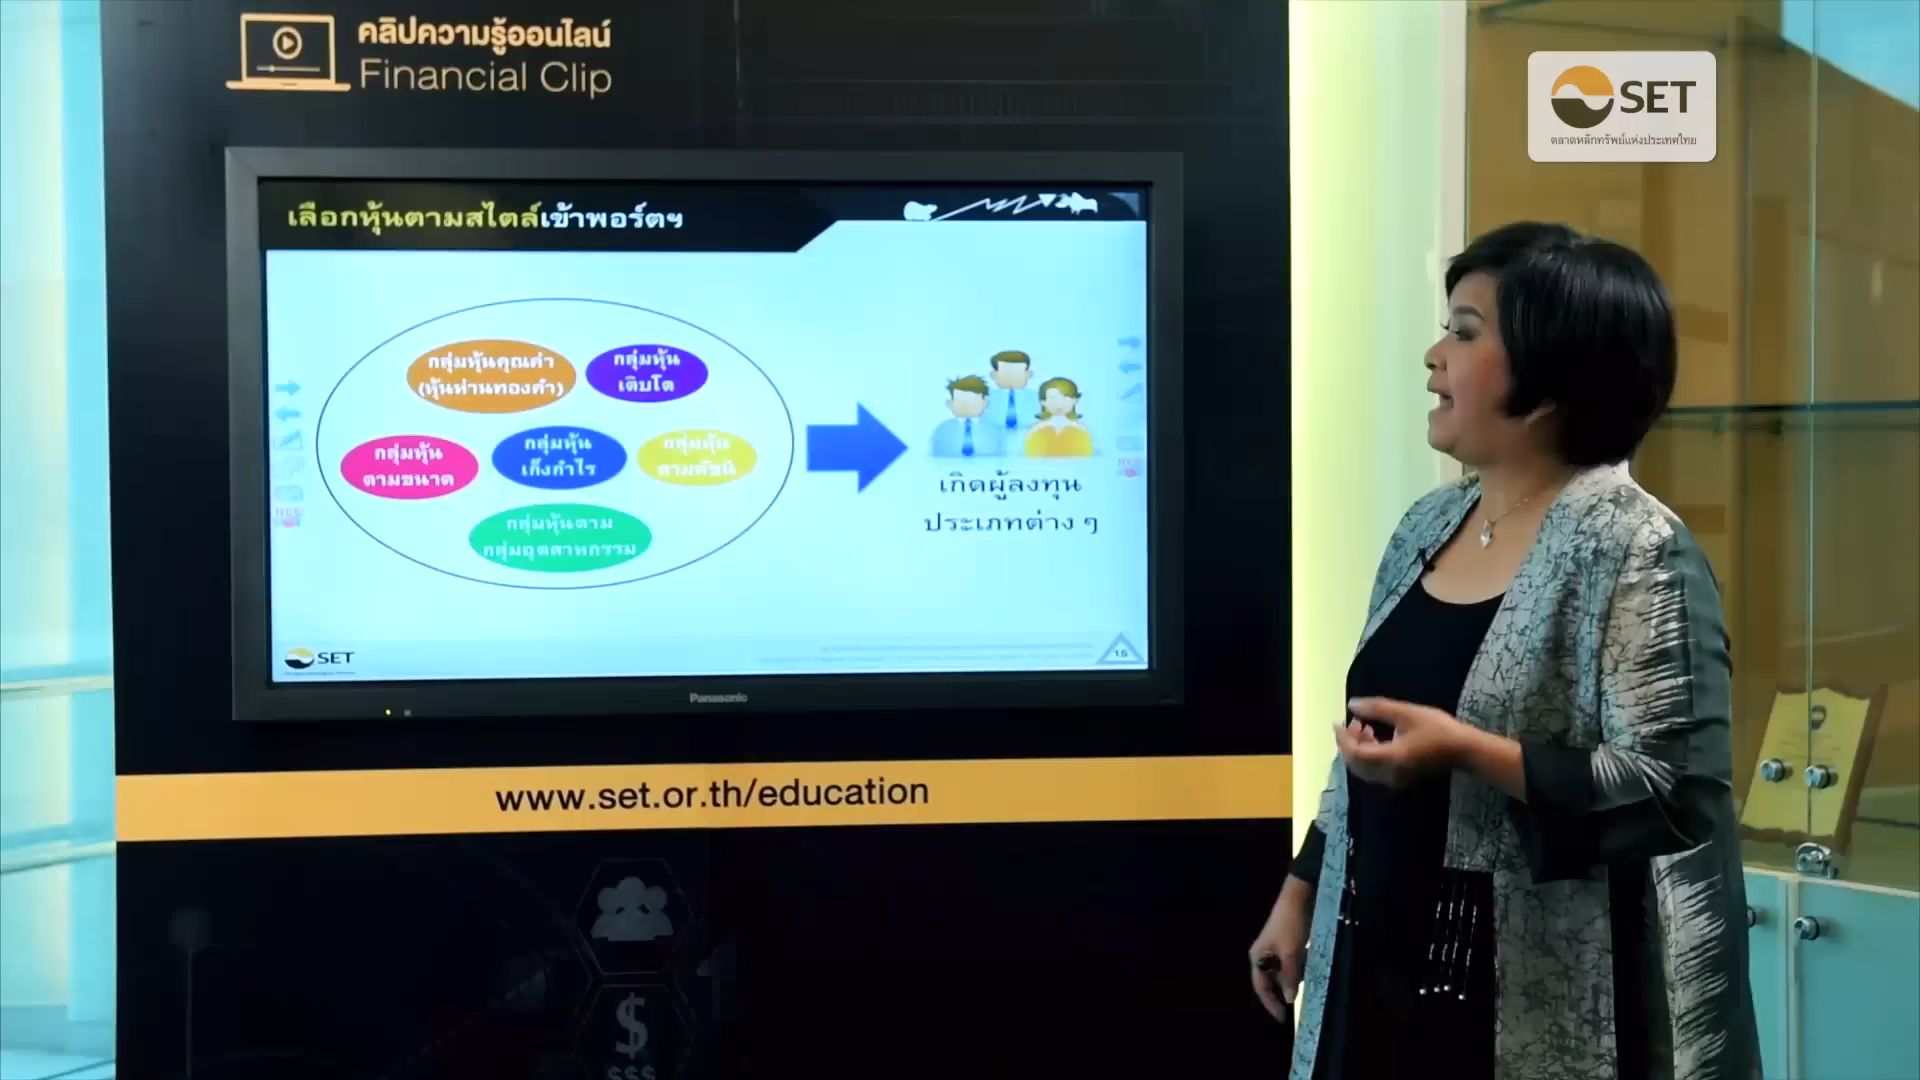 คลิปความรู้ออนไลน์
Financial Clip
SET
ตลาดหลักทรัพย์แห่งประเทศไทย
เลือกหุ้นตามสไตล์เข้าพอร์ตฯ
กลุ่มหุ้นคุณค่า
(หุ้นห่านทองคำ)
กลุ่มหุ้น
เติบโต
กลุ่มหุ้น
ตามขนาด
กลุ่มหุ้น
เก็งกำไร
กลุ่มหุ้น
ตามดัชนี
กลุ่มหุ้นตาม
กลุ่มอุตสาหกรรม
เกิดผู้ลงทุน
ประเภทต่าง ๆ
REC
REC
SET
15
Panasonic
www.set.or.th/education
$
$$$